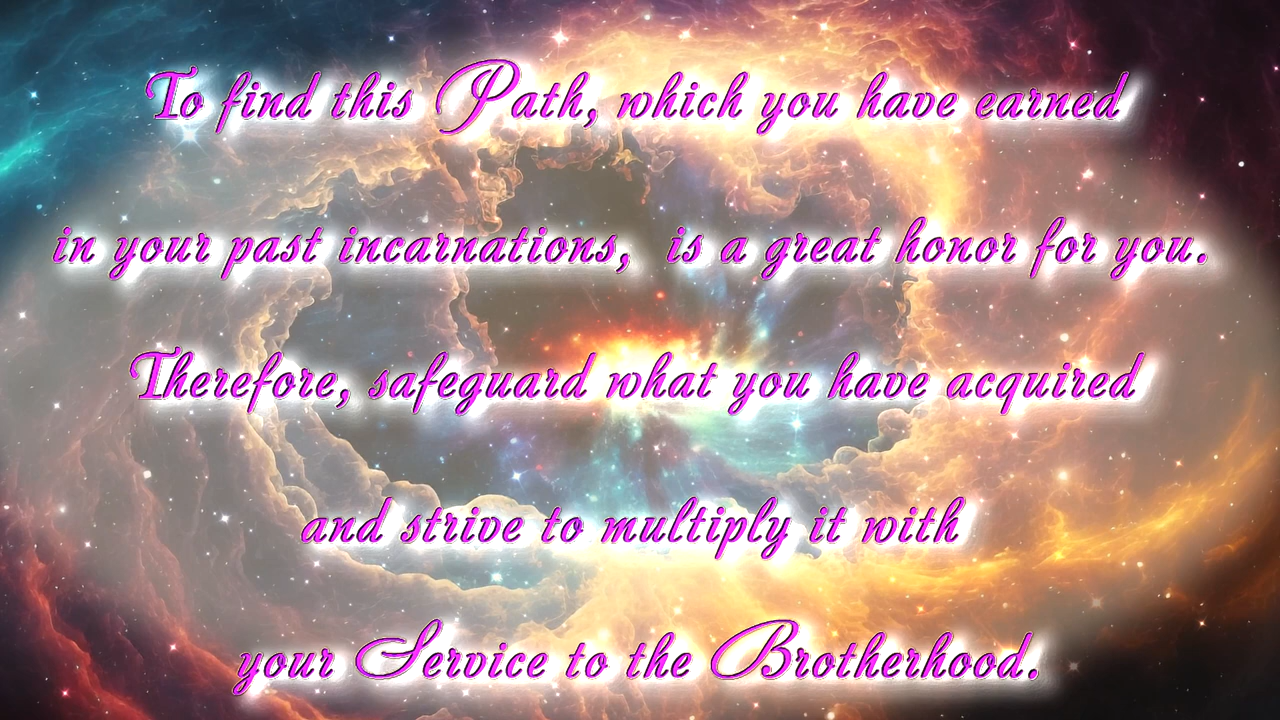 To find this Path, which you have earned
in your past incarnations, is a great honor for you.
Therefore, safeguard what you have acquired
and strive to multiply it with
your Service to the Brotherhood.